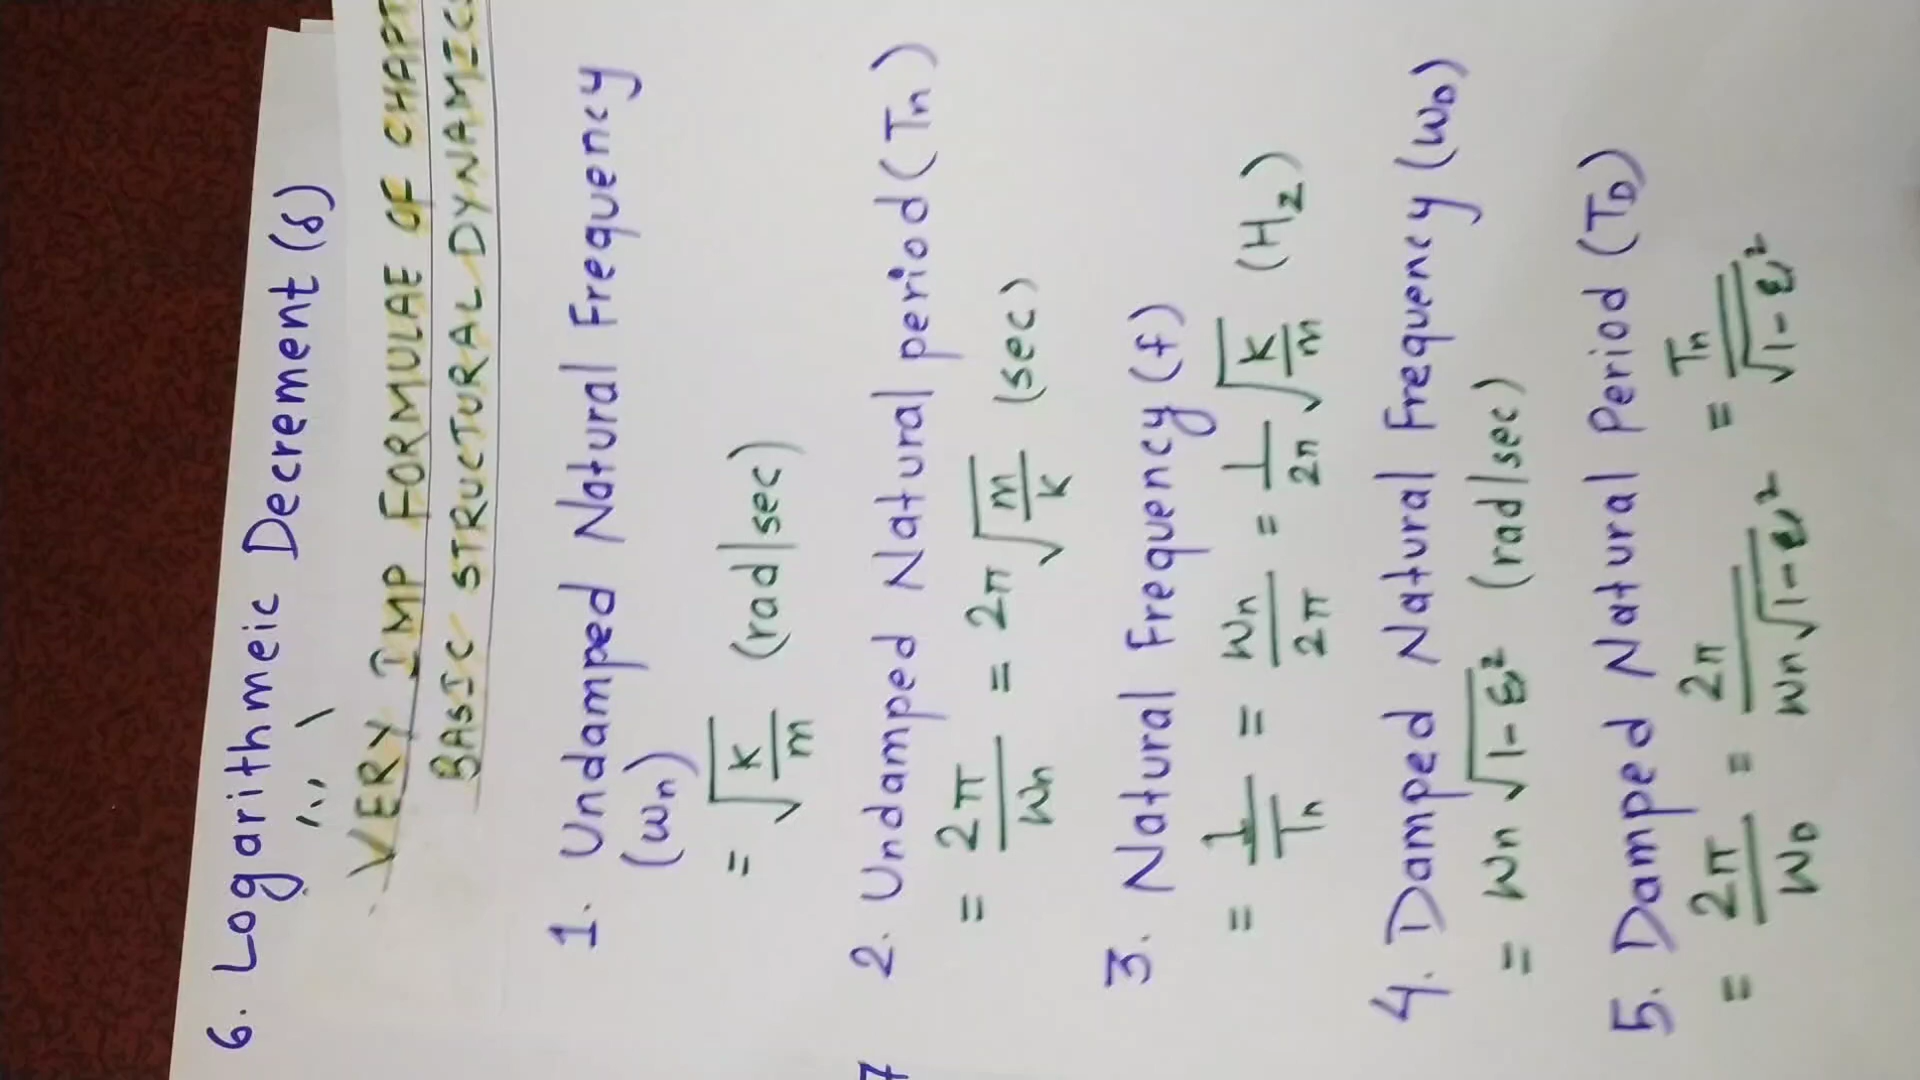 6. Logarithmeic Decrement (δ)
VERY IMP FORMULAE OF
BASIC STRUCTURAL DYNAMICS
1. Undamped Natural Frequency
(ωn)
= √(K/m) (rad/sec)
2. Undamped Natural period (Tn)
= 2π/ωn = 2π √(m/K) (sec)
3. Natural Frequency (f)
= 1/Tn = ωn/2π = 1/2π √(K/m) (Hz)
4. Damped Natural Frequency (ωD)
= ωn √(1-ξ²) (rad/sec)
5. Damped Natural Period (TD)
= 2π/ωD = 2π/(ωn√(1-ξ²)) = Tn/√(1-ξ²)
7